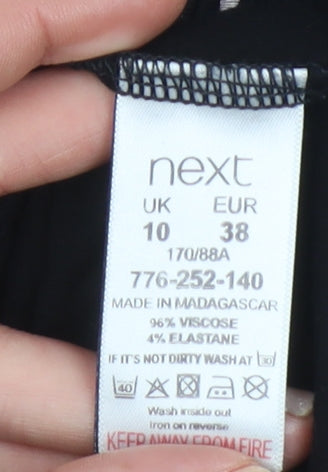 next
UK EUR
10 38
170/88A
776-252-140
MADE IN MADAGASCAR
96% VISCOSE
4% ELASTANE
IF IT'S NOT DIRTY WASH AT 30
40
Wash inside out
Iron on reverse
KEEP AWAY FROM FIRE